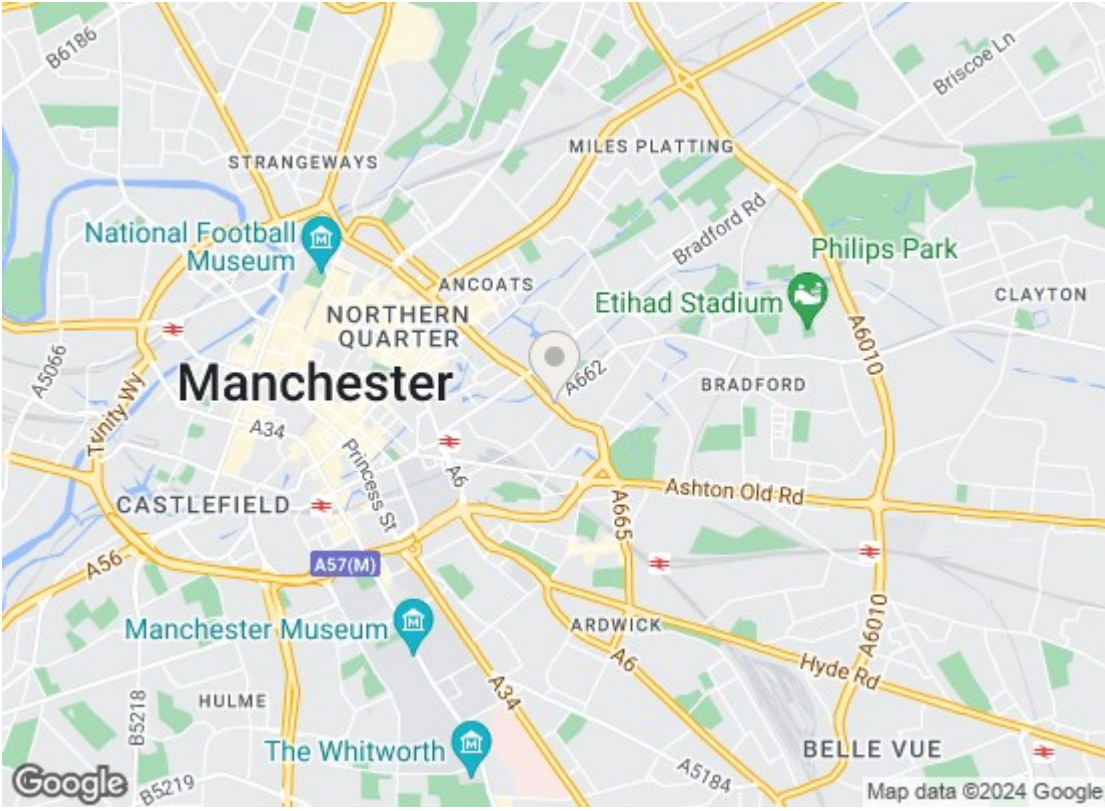 B6186
Briscoe Ln
STRANGEWAYS
MILES PLATTING
National Football
Museum
Bradford Rd
Philips Park
ANCOATS
Etihad Stadium
CLAYTON
NORTHERN
QUARTER
A6010
A5066
Manchester
A662
BRADFORD
Trinity Wy
A34
Princess St
A6
CASTLEFIELD
Ashton Old Rd
A665
A56
A57(M)
Manchester Museum
ARDWICK
A6010
A6
Hyde Rd
A34
HULME
B5218
The Whitworth
BELLE VUE
A5184
Google
B5219
Map data ©2024 Google